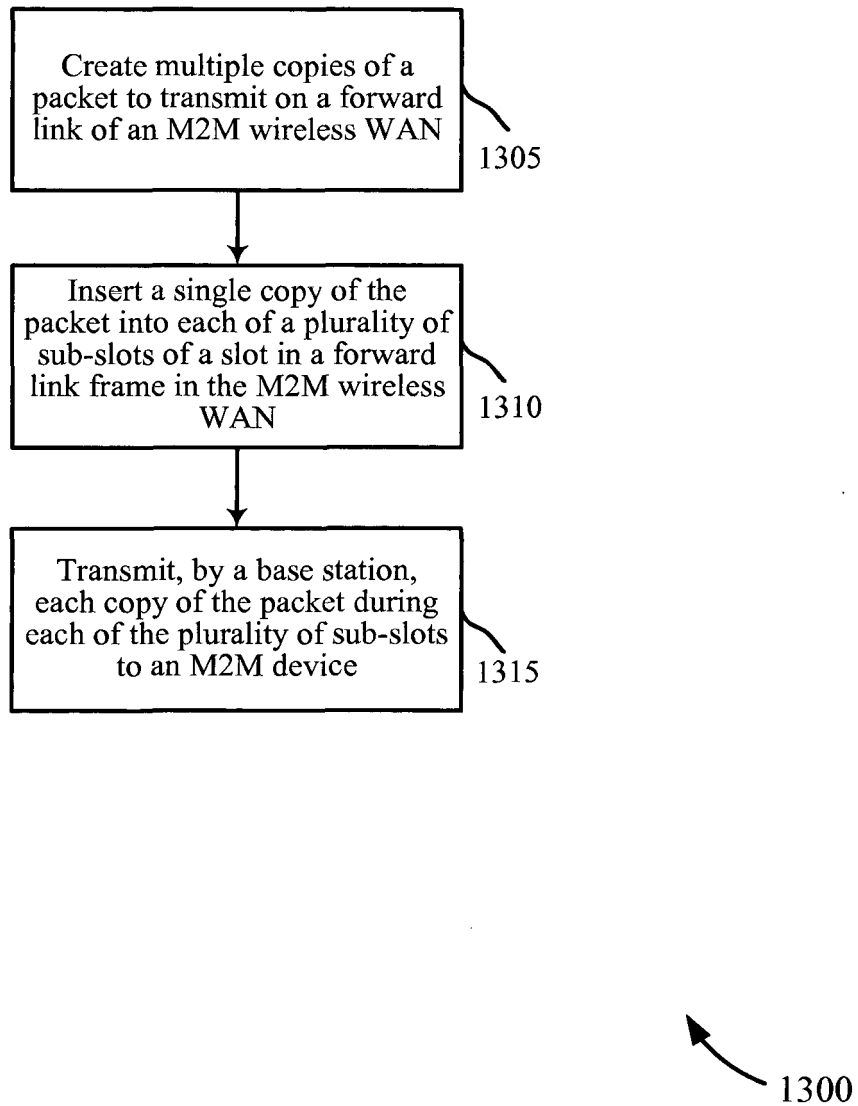 Create multiple copies of a
packet to transmit on a forward
link of an M2M wireless WAN
1305
Insert a single copy of the
packet into each of a plurality of
sub-slots of a slot in a forward
link frame in the M2M wireless
WAN
1310
Transmit, by a base station,
each copy of the packet during
each of the plurality of sub-slots
to an M2M device
1315
1300